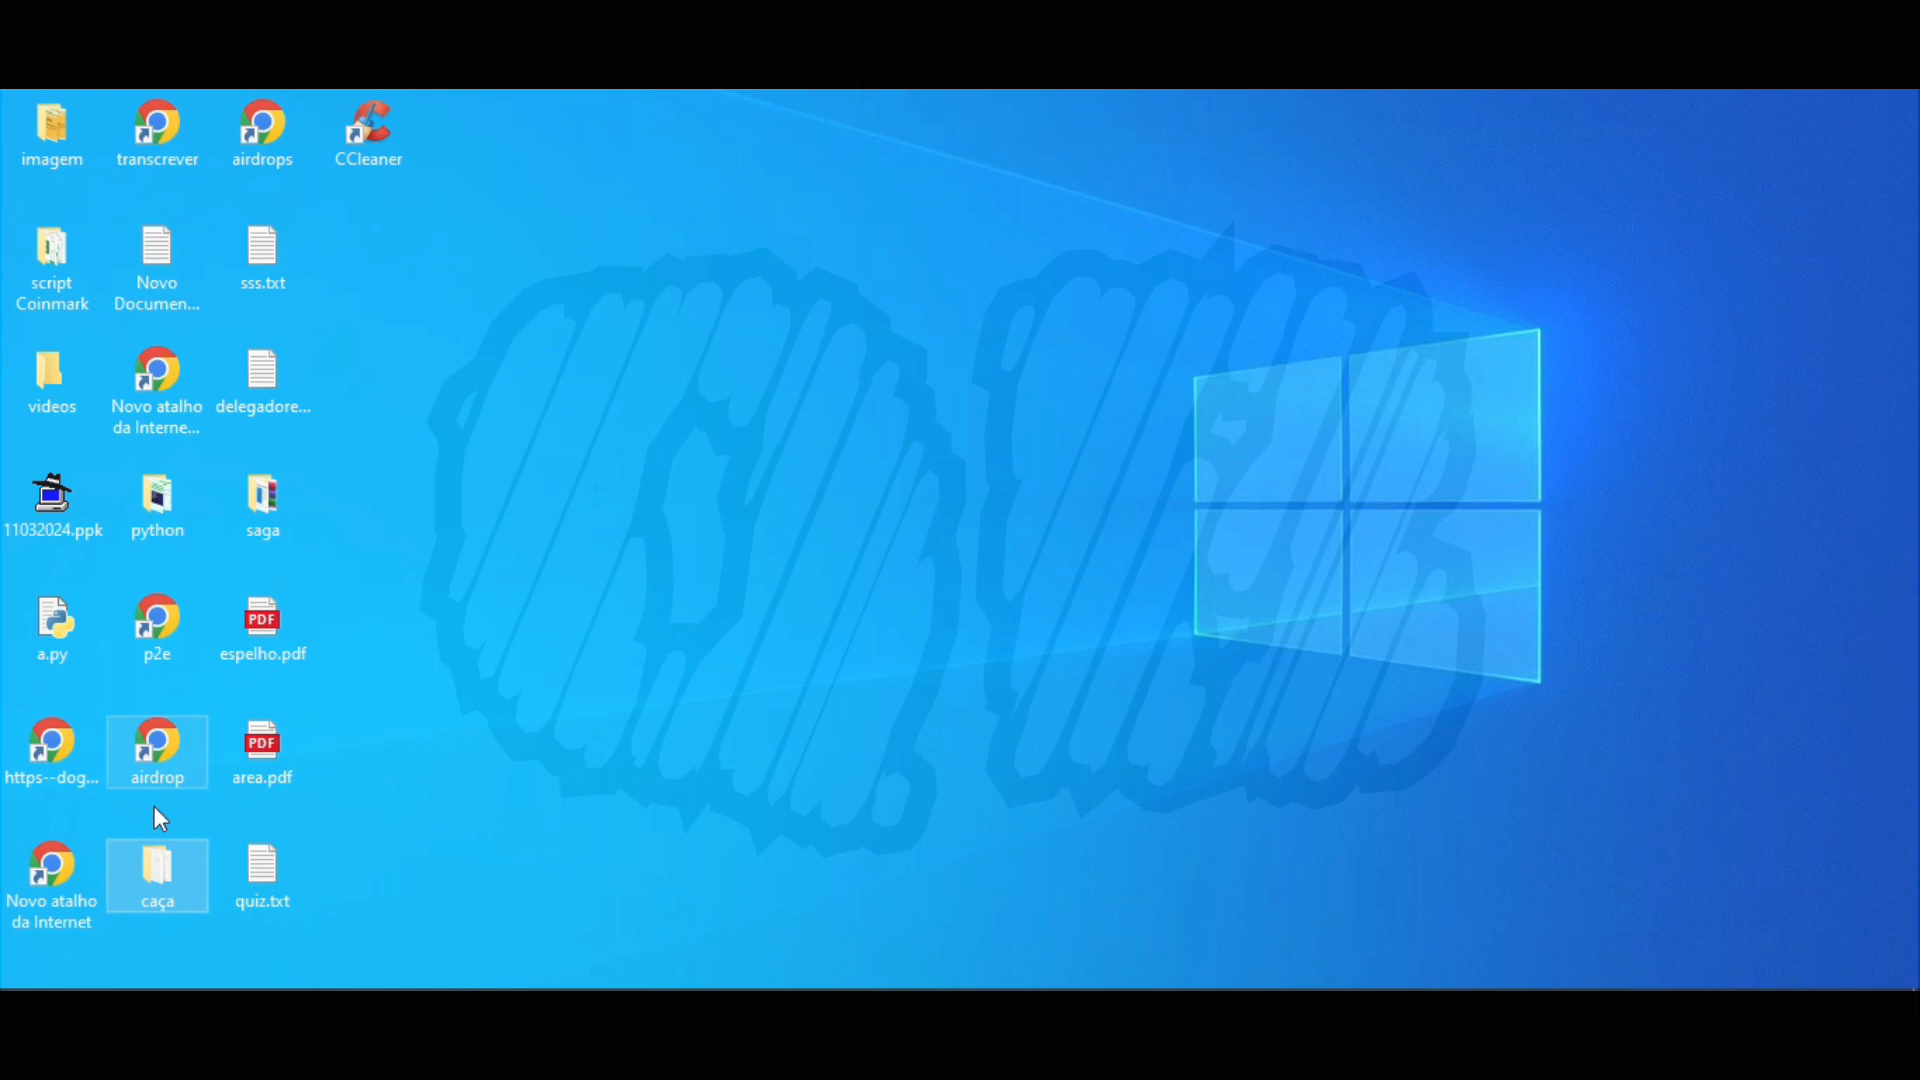 imagem
transcrever
airdrops
CCleaner
script
Coinmark
Novo
Documen...
sss.txt
videos
Novo atalho
da Interne...
delegadore...
11032024.ppk
python
saga
a.py
p2e
PDF
espelho.pdf
https--dog...
airdrop
PDF
area.pdf
Novo atalho
da Internet
caça
quiz.txt